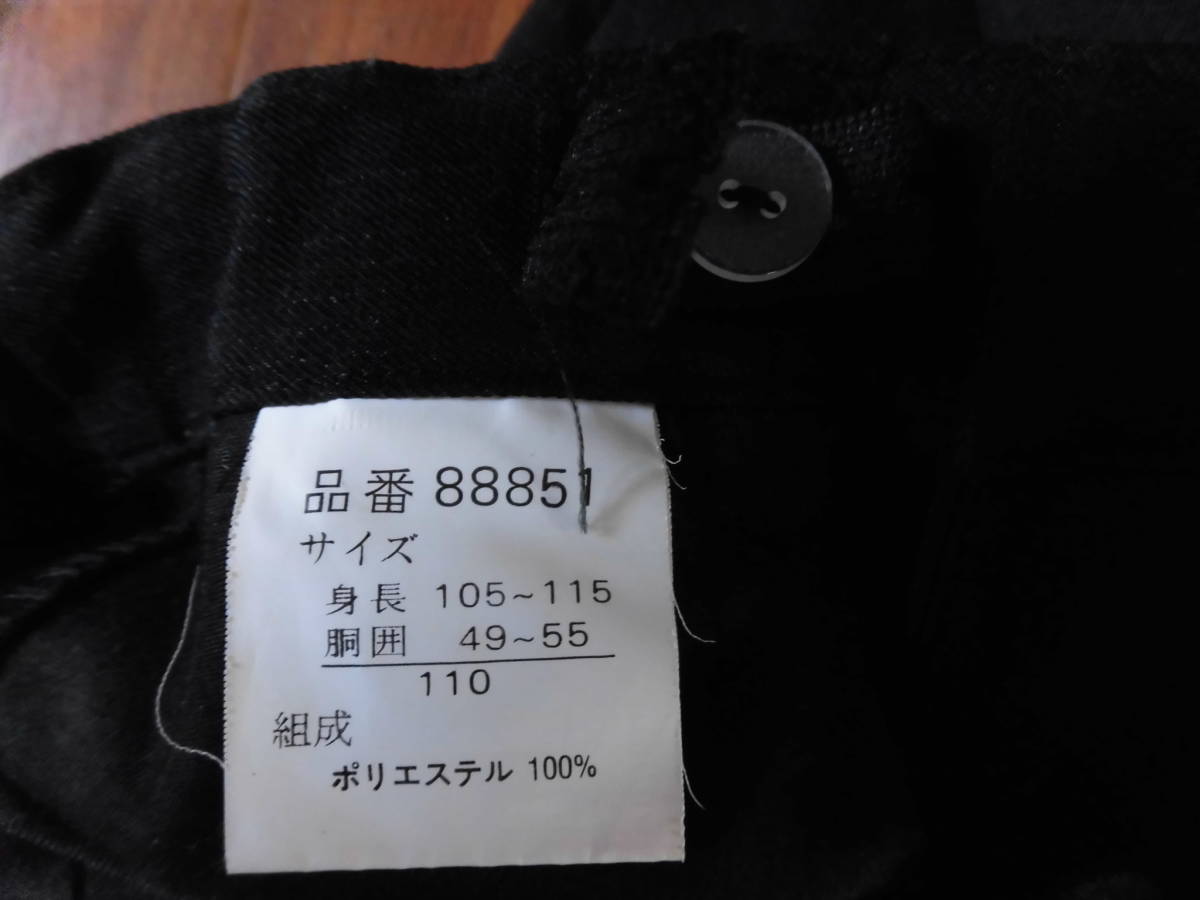 品番 88851
サイズ
身長 105~115
胴囲 49~55
110
組成
ポリエステル 100%